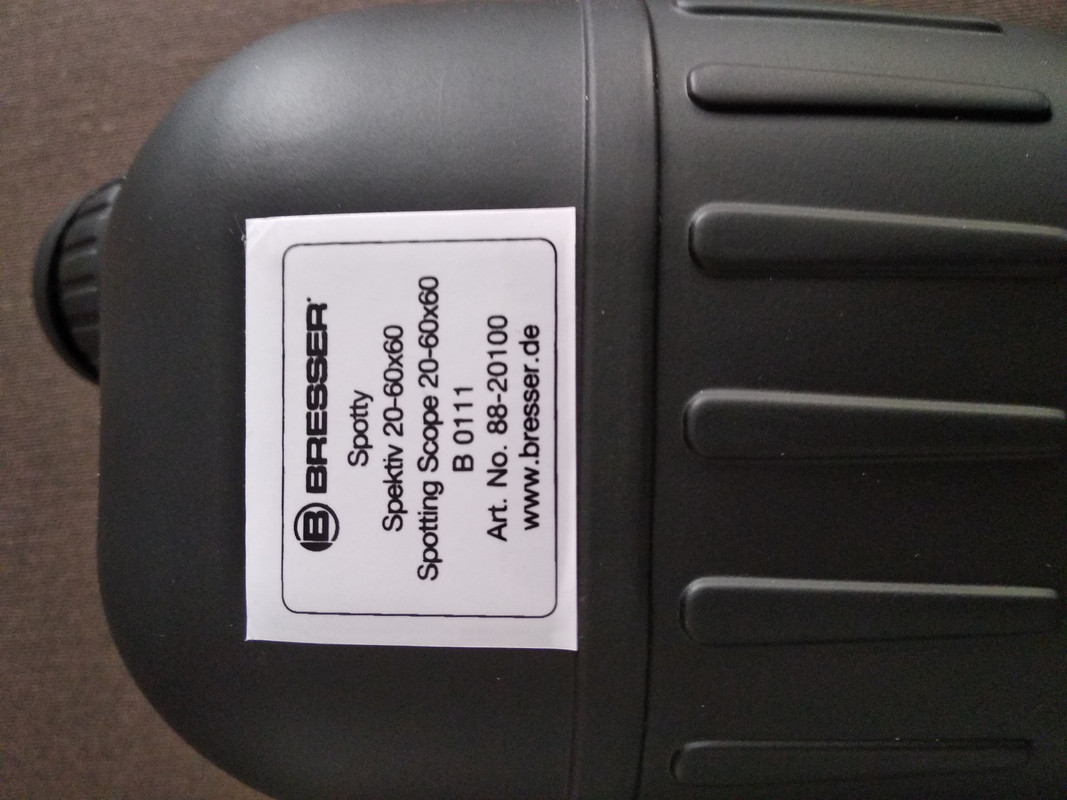 B BRESSER
Spotty
Spektiv 20-60x60
Spotting Scope 20-60x60
B 0111
Art. No. 88-20100
www.bresser.de